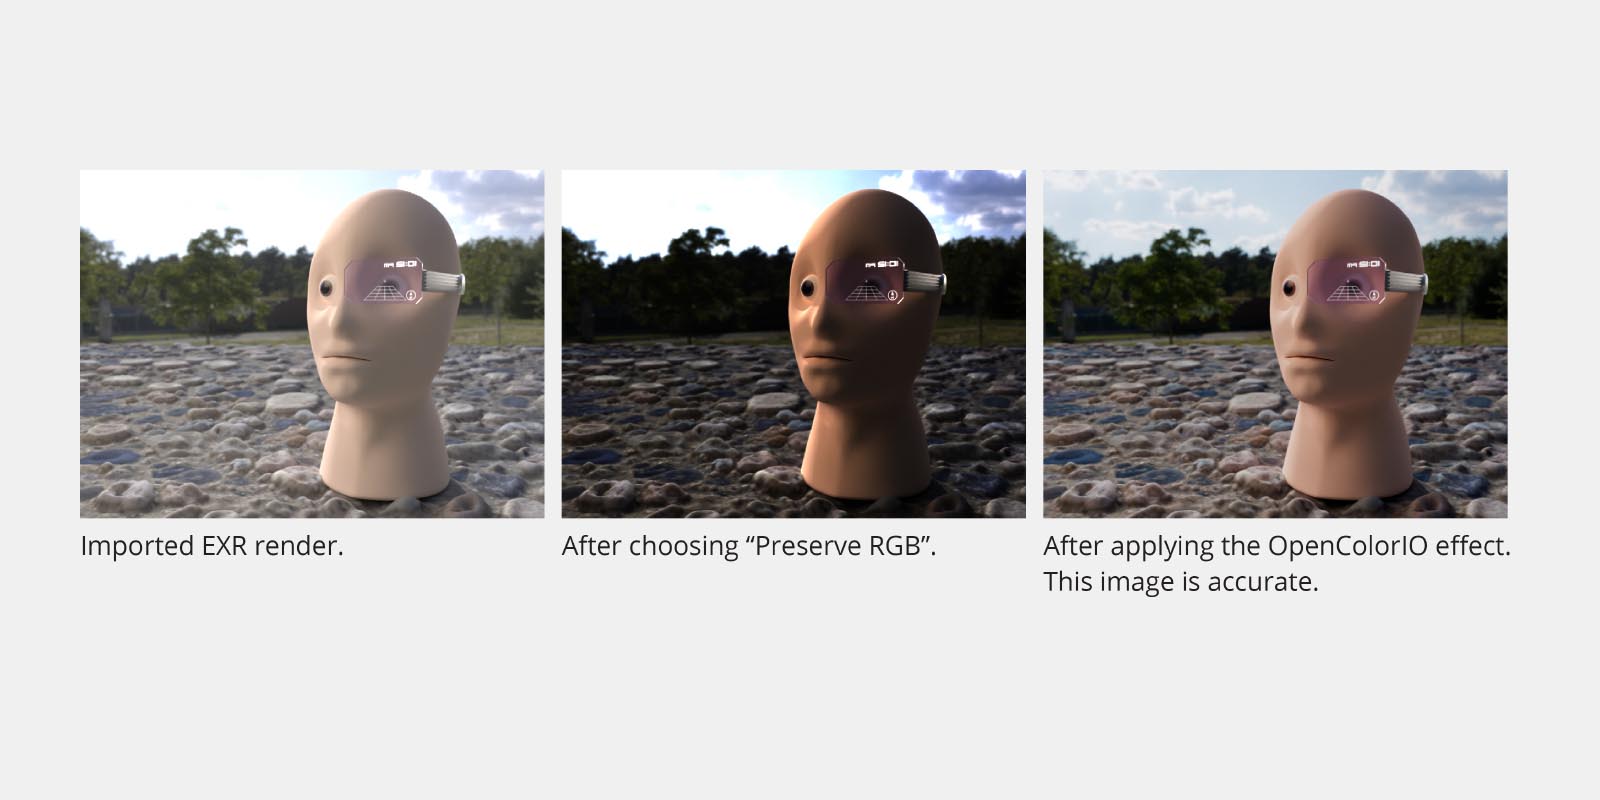 Imported EXR render.
After choosing “Preserve RGB”.
After applying the OpenColorIO effect.
This image is accurate.